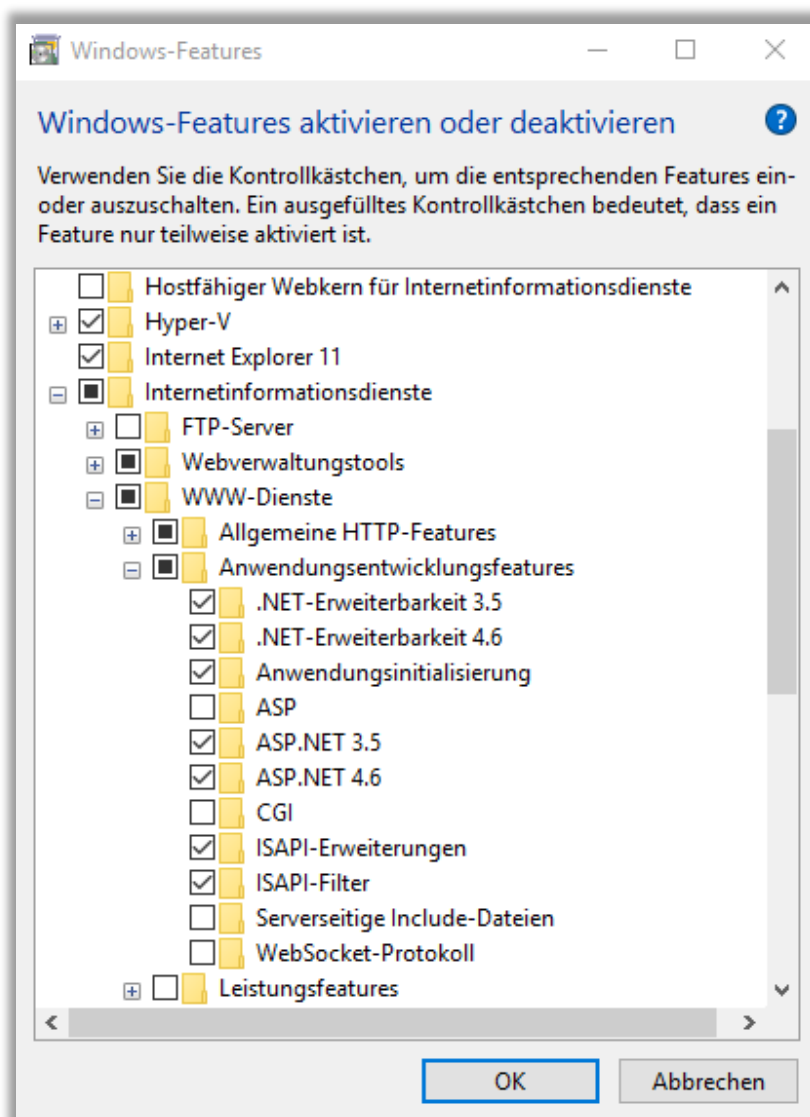 Windows-Features
Windows-Features aktivieren oder deaktivieren
?
Verwenden Sie die Kontrollkästchen, um die entsprechenden Features ein-
oder auszuschalten. Ein ausgefülltes Kontrollkästchen bedeutet, dass ein
Feature nur teilweise aktiviert ist.
Hostfähiger Webkern für Internetinformationsdienste
Hyper-V
Internet Explorer 11
Internetinformationsdienste
FTP-Server
Webverwaltungstools
WWW-Dienste
Allgemeine HTTP-Features
Anwendungsentwicklungsfeatures
.NET-Erweiterbarkeit 3.5
.NET-Erweiterbarkeit 4.6
Anwendungsinitialisierung
ASP
ASP.NET 3.5
ASP.NET 4.6
CGI
ISAPI-Erweiterungen
ISAPI-Filter
Serverseitige Include-Dateien
WebSocket-Protokoll
Leistungsfeatures
OK Abbrechen